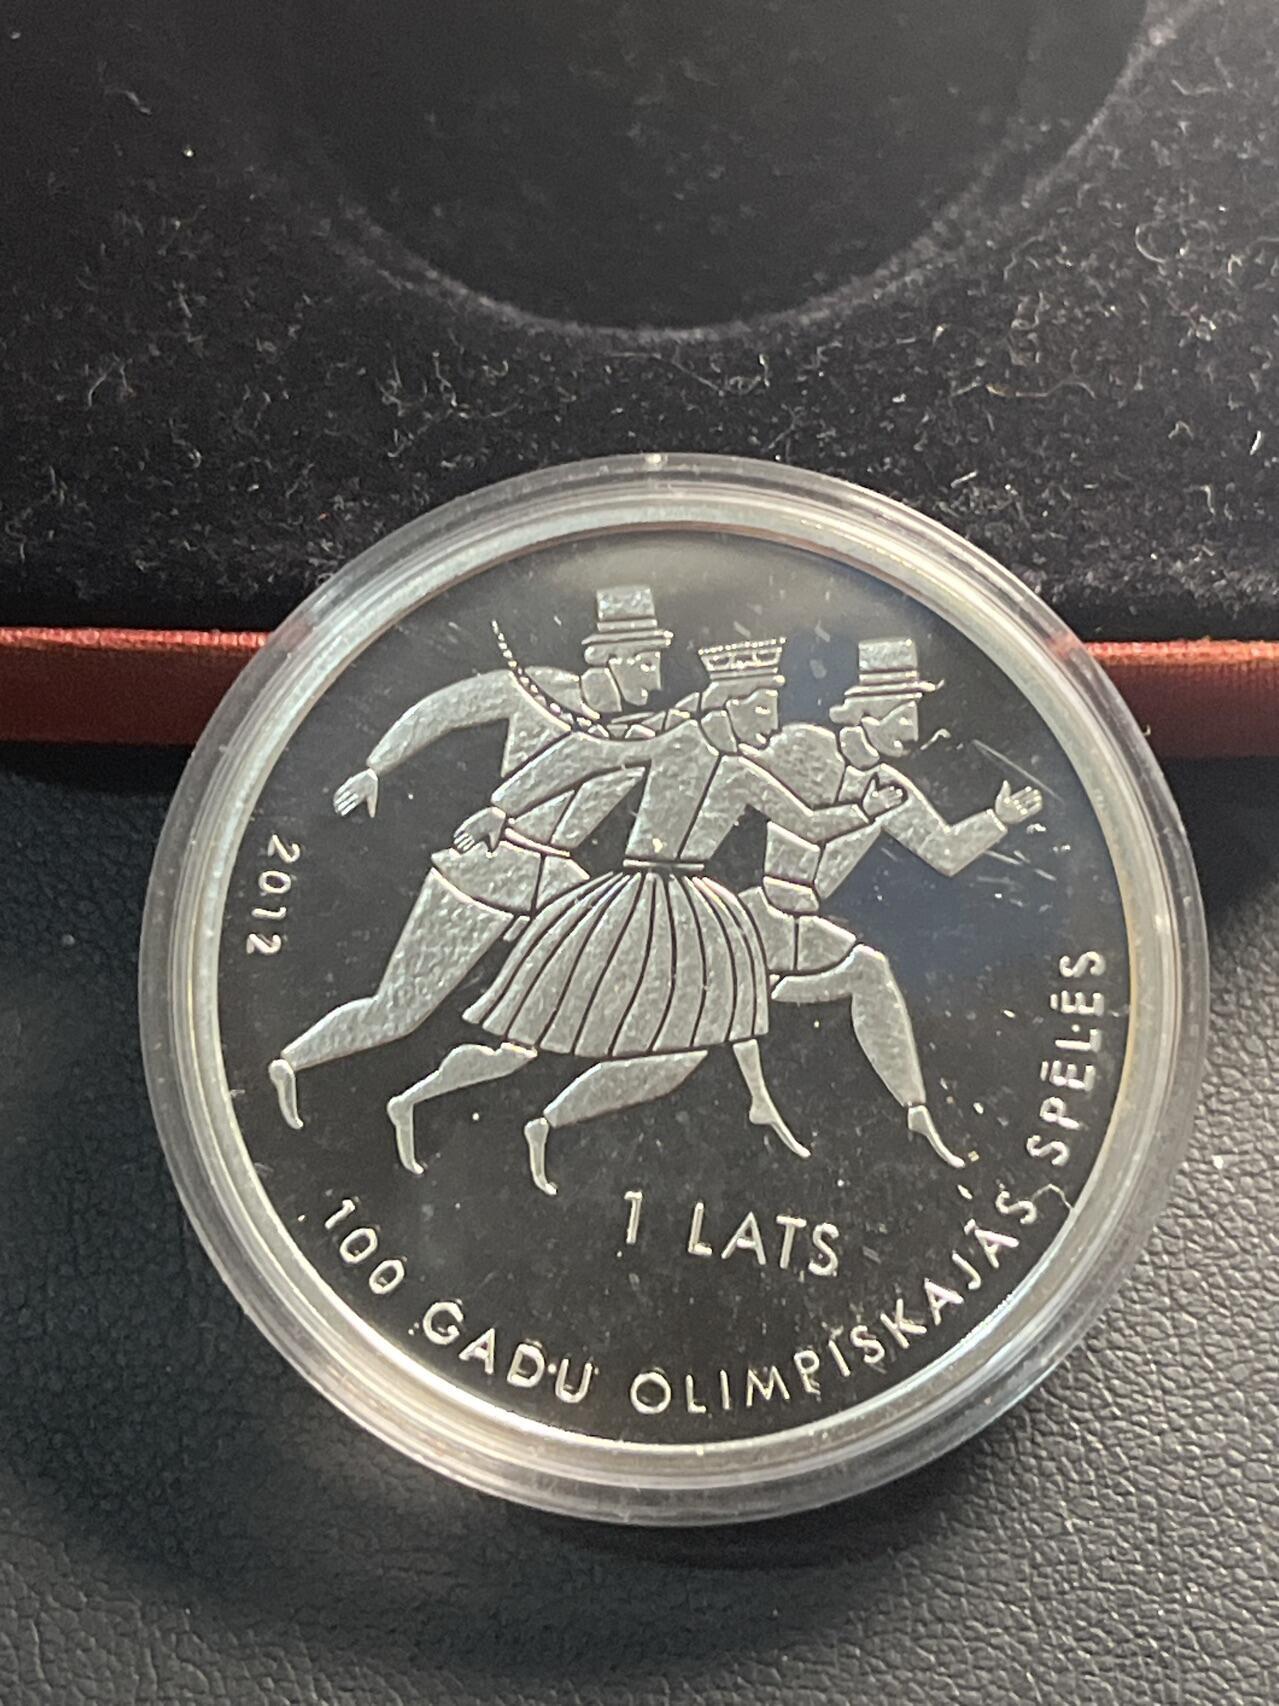 2012
1 LATS
100 GADU OLIMPISKAJĀS SPĒLĒS